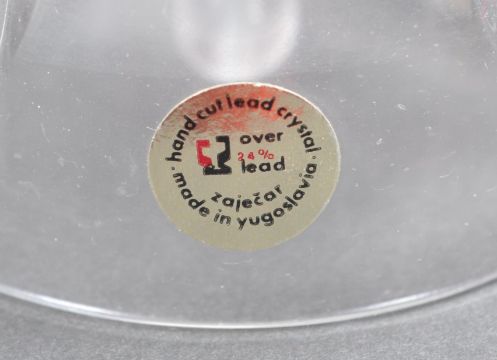 hand cut lead crystal
over
24%
lead
zaječar
· made in yugoslavia ·